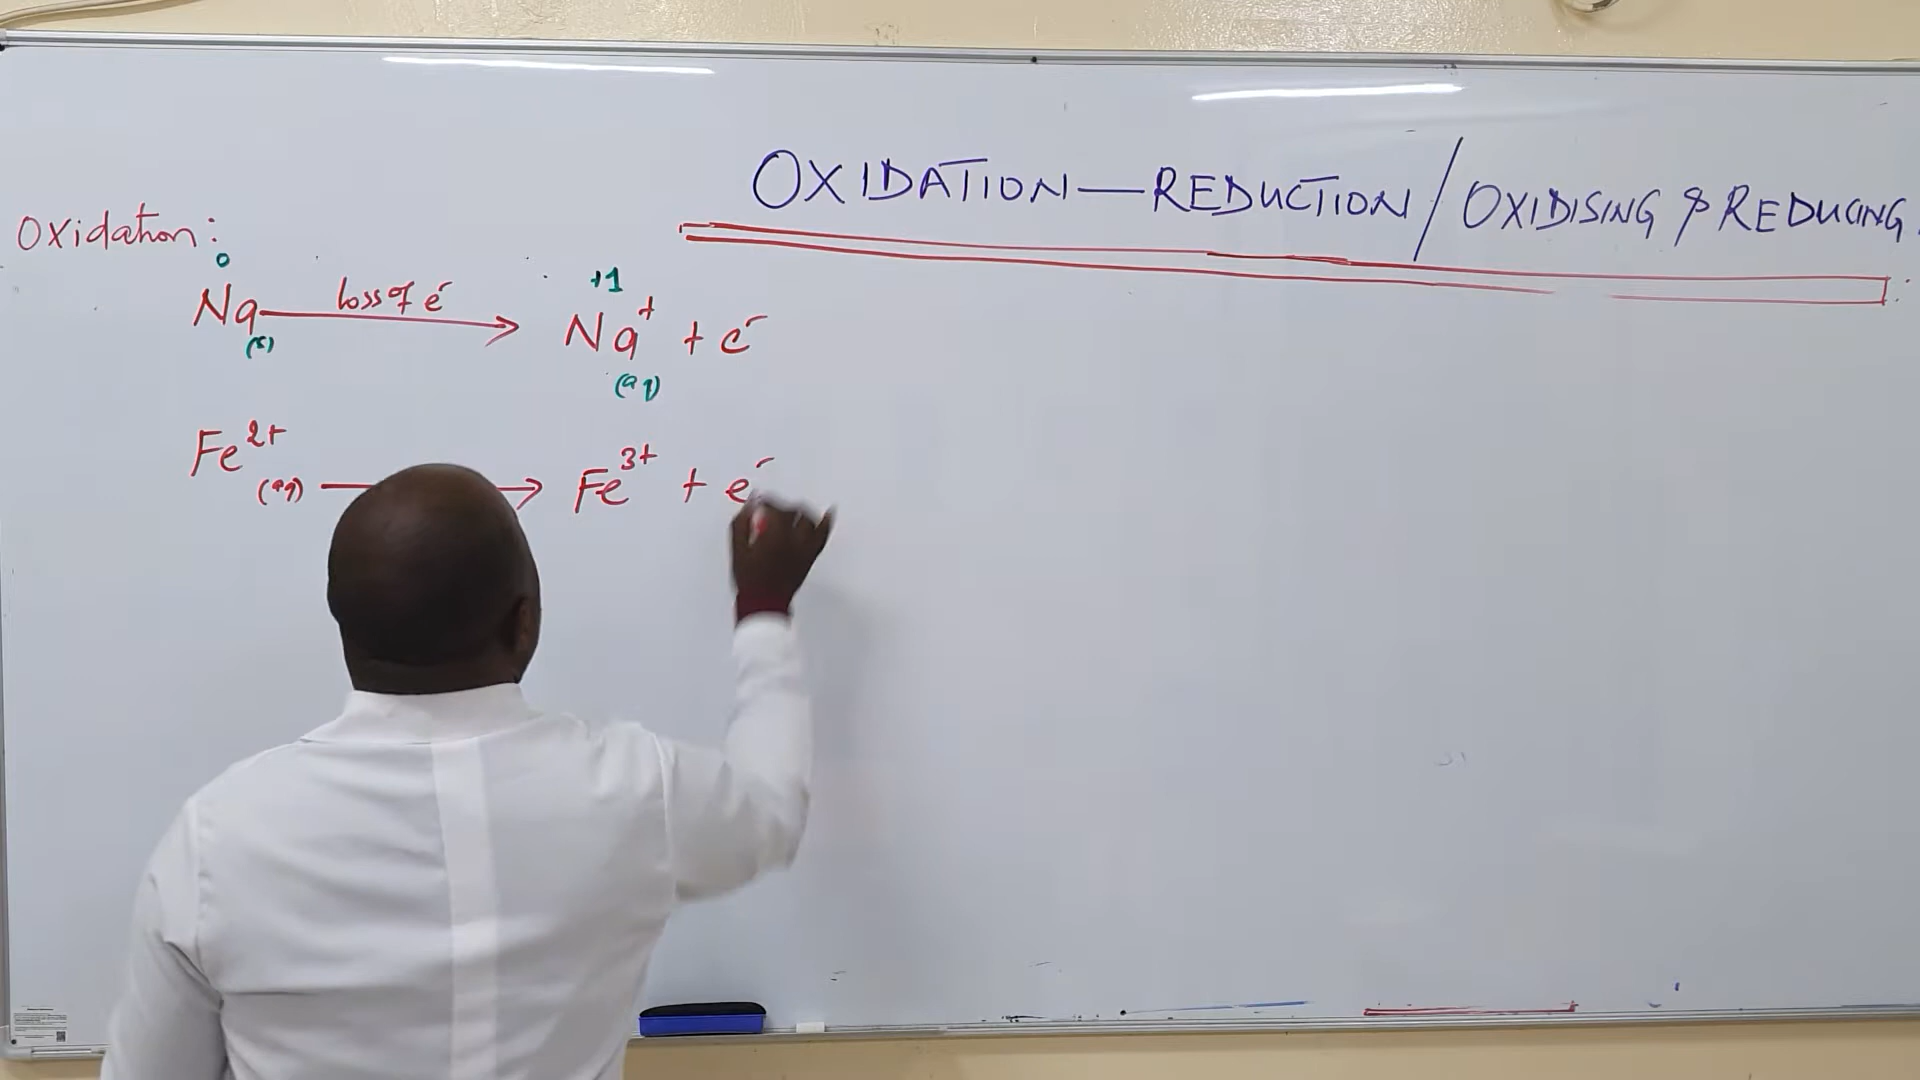 OXIDATION—REDUCTION/OXIDISING & REDUCING
Oxidation:
0 +1
Na(s) loss of e⁻ → Na⁺(aq) + e⁻
Fe²⁺(aq) → Fe³⁺ + e⁻